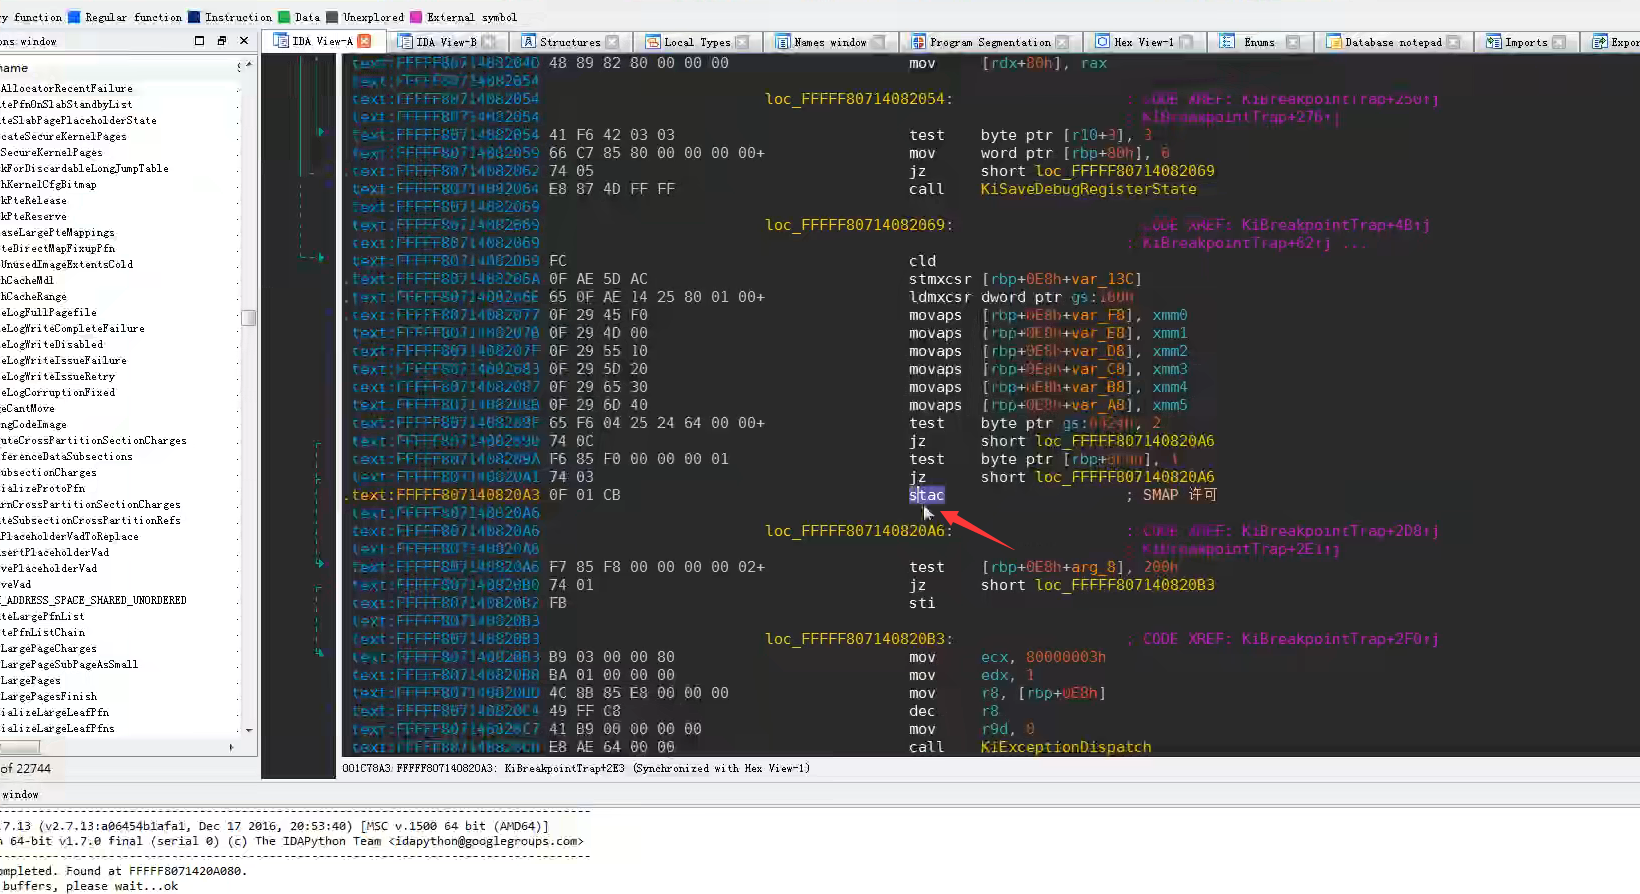 ry function Regular function Instruction Data Unexplored External symbol
ons window
IDA View-A IDA View-B Structures Local Types Names window Program Segmentation Hex View-1 Enums Database notepad Imports Expor
name
AllocatorRecentFailure
tePfnOnSlabStandbyList
iteSlabPagePlaceholderState
cateSecureKernelPages
SecureKernelPages
kForDiscardableLongJumpTable
hKernelCfgBitmap
kPteRelease
kPteReserve
aseLargePteMappings
teDirectMapFixupPfn
UnusedImageExtentsCold
hCacheMdl
hCacheRange
eLogFullPagefile
eLogWriteCompleteFailure
eLogWriteDisabled
eLogWriteIssueFailure
eLogWriteIssueRetry
eLogCorruptionFixed
geCantMove
ngCodeImage
uteCrossPartitionSectionCharges
ferenceDataSubsections
ubsectionCharges
ializeProtoPfn
rnCrossPartitionSectionCharges
teSubsectionCrossPartitionRefs
PlaceholderVadToReplace
nsertPlaceholderVad
ovePlaceholderVad
veVad
_ADDRESS_SPACE_SHARED_UNORDERED
teLargePfnList
tePfnListChain
LargePageCharges
LargePageSubPageAsSmall
LargePages
LargePagesFinish
ializeLargeLeafPfn
ializeLargeLeafPfns
of 22744
48 89 82 80 00 00 00 mov [rdx+80h], rax
text:FFFFF80714082054
text:FFFFF80714082054 loc_FFFFF80714082054: ; CODE XREF: KiBreakpointTrap+250↑j
text:FFFFF80714082054 ; KiBreakpointTrap+276↑j
text:FFFFF80714082054 41 F6 42 03 03 test byte ptr [r10+3], 3
text:FFFFF80714082059 66 C7 85 80 00 00 00 00+ mov word ptr [rbp+80h], 0
text:FFFFF80714082062 74 05 jz short loc_FFFFF80714082069
text:FFFFF80714082064 E8 87 4D FF FF call KiSaveDebugRegisterState
text:FFFFF80714082069
text:FFFFF80714082069 loc_FFFFF80714082069: ; CODE XREF: KiBreakpointTrap+4B↑j
text:FFFFF80714082069 ; KiBreakpointTrap+62↑j ...
text:FFFFF80714082069 FC cld
.text:FFFFF8071408206A 0F AE 5D AC stmxcsr [rbp+0E8h+var_13C]
.text:FFFFF8071408206E 65 0F AE 14 25 80 01 00+ ldmxcsr dword ptr gs:180h
.text:FFFFF80714082077 0F 29 45 F0 movaps [rbp+0E8h+var_F8], xmm0
text:FFFFF8071408207B 0F 29 4D 00 movaps [rbp+0E8h+var_E8], xmm1
text:FFFFF8071408207F 0F 29 55 10 movaps [rbp+0E8h+var_D8], xmm2
text:FFFFF80714082083 0F 29 5D 20 movaps [rbp+0E8h+var_C8], xmm3
text:FFFFF80714082087 0F 29 65 30 movaps [rbp+0E8h+var_B8], xmm4
text:FFFFF8071408208B 0F 29 6D 40 movaps [rbp+0E8h+var_A8], xmm5
text:FFFFF8071408208F 65 F6 04 25 24 64 00 00+ test byte ptr 2
74 0C jz short loc_FFFFF807140820A6
text:FFFFF8071408209A F6 85 F0 00 00 00 01 test byte ptr 1
text:FFFFF807140820A1 74 03 jz short loc_FFFFF807140820A6
.text:FFFFF807140820A3 0F 01 CB stac ; SMAP 许可
text:FFFFF807140820A6
text:FFFFF807140820A6 loc_FFFFF807140820A6: ; CODE XREF: KiBreakpointTrap+2D8↑j
text:FFFFF807140820A6 ; KiBreakpointTrap+2E1↑j
text:FFFFF807140820A6 F7 85 F8 00 00 00 00 02+ test [rbp+0E8h+arg_8], 200h
text:FFFFF807140820B0 74 01 jz short loc_FFFFF807140820B3
text:FFFFF807140820B2 FB sti
text:FFFFF807140820B3
text:FFFFF807140820B3 loc_FFFFF807140820B3: ; CODE XREF: KiBreakpointTrap+2F0↑j
text:FFFFF807140820B3 B9 03 00 00 80 mov ecx, 80000003h
text:FFFFF807140820B8 BA 01 00 00 00 mov edx, 1
text:FFFFF807140820BD 4C 8B 85 E8 00 00 00 mov r8, [rbp+0E8h]
text:FFFFF807140820C4 49 FF C8 dec r8
text:FFFFF807140820C7 41 B9 00 00 00 00 mov r9d, 0
text:FFFFF807140820CD E8 AE 64 00 00 call KiExceptionDispatch
001C78A3 FFFFF807140820A3: KiBreakpointTrap+2E3 (Synchronized with Hex View-1)
window
.7.13 (v2.7.13:a06454b1afa1, Dec 17 2016, 20:53:40) [MSC v.1500 64 bit (AMD64)]
n 64-bit v1.7.0 final (serial 0) (c) The IDAPython Team <idapython@googlegroups.com>
ompleted. Found at FFFFF8071420A080.
buffers, please wait...ok